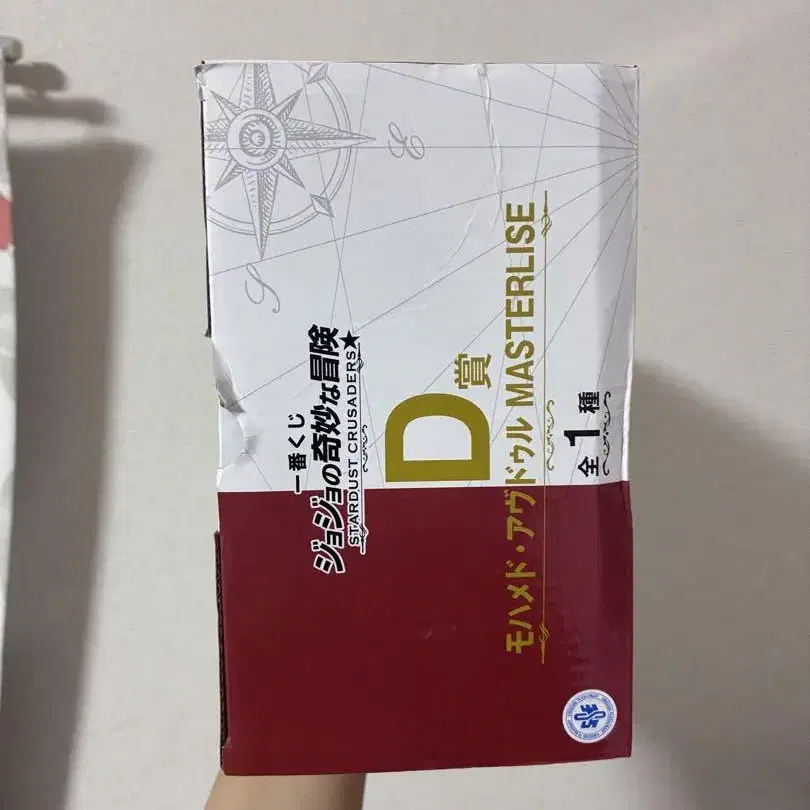 一番くじ
ジョジョの奇妙な冒険
STARDUST CRUSADERS★
D賞
モハメド・アヴドゥル MASTERLISE
全1種
E
S